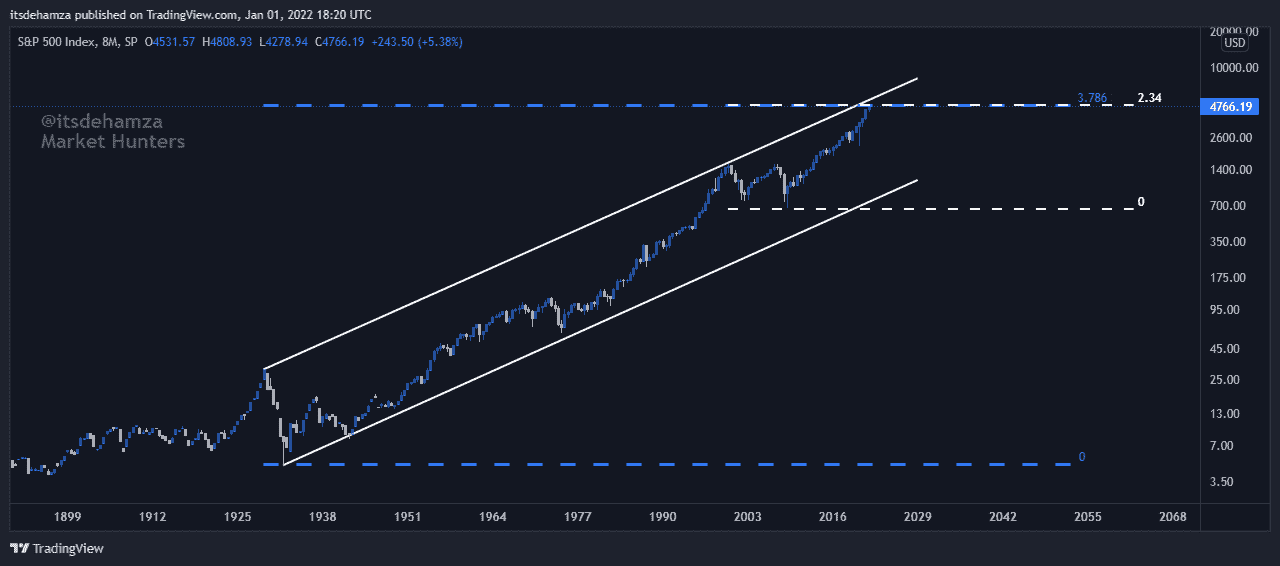 itsdehamza published on TradingView.com, Jan 01, 2022 18:20 UTC
S&P 500 Index, 8M, SP O4531.57 H4808.93 L4278.94 C4766.19 +243.50 (+5.38%)
20000.00
USD
10000.00
3.786
2.34
4766.19
@itsdehamza
Market Hunters
2600.00
1400.00
0
700.00
350.00
175.00
95.00
45.00
25.00
13.00
7.00
0
3.50
1899 1912 1925 1938 1951 1964 1977 1990 2003 2016 2029 2042 2055 2068
TradingView